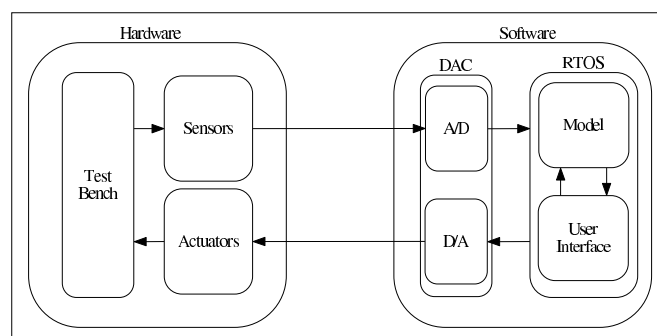 Hardware
Software
DAC
RTOS
Sensors
A/D
Model
Test
Bench
Actuators
D/A
User
Interface